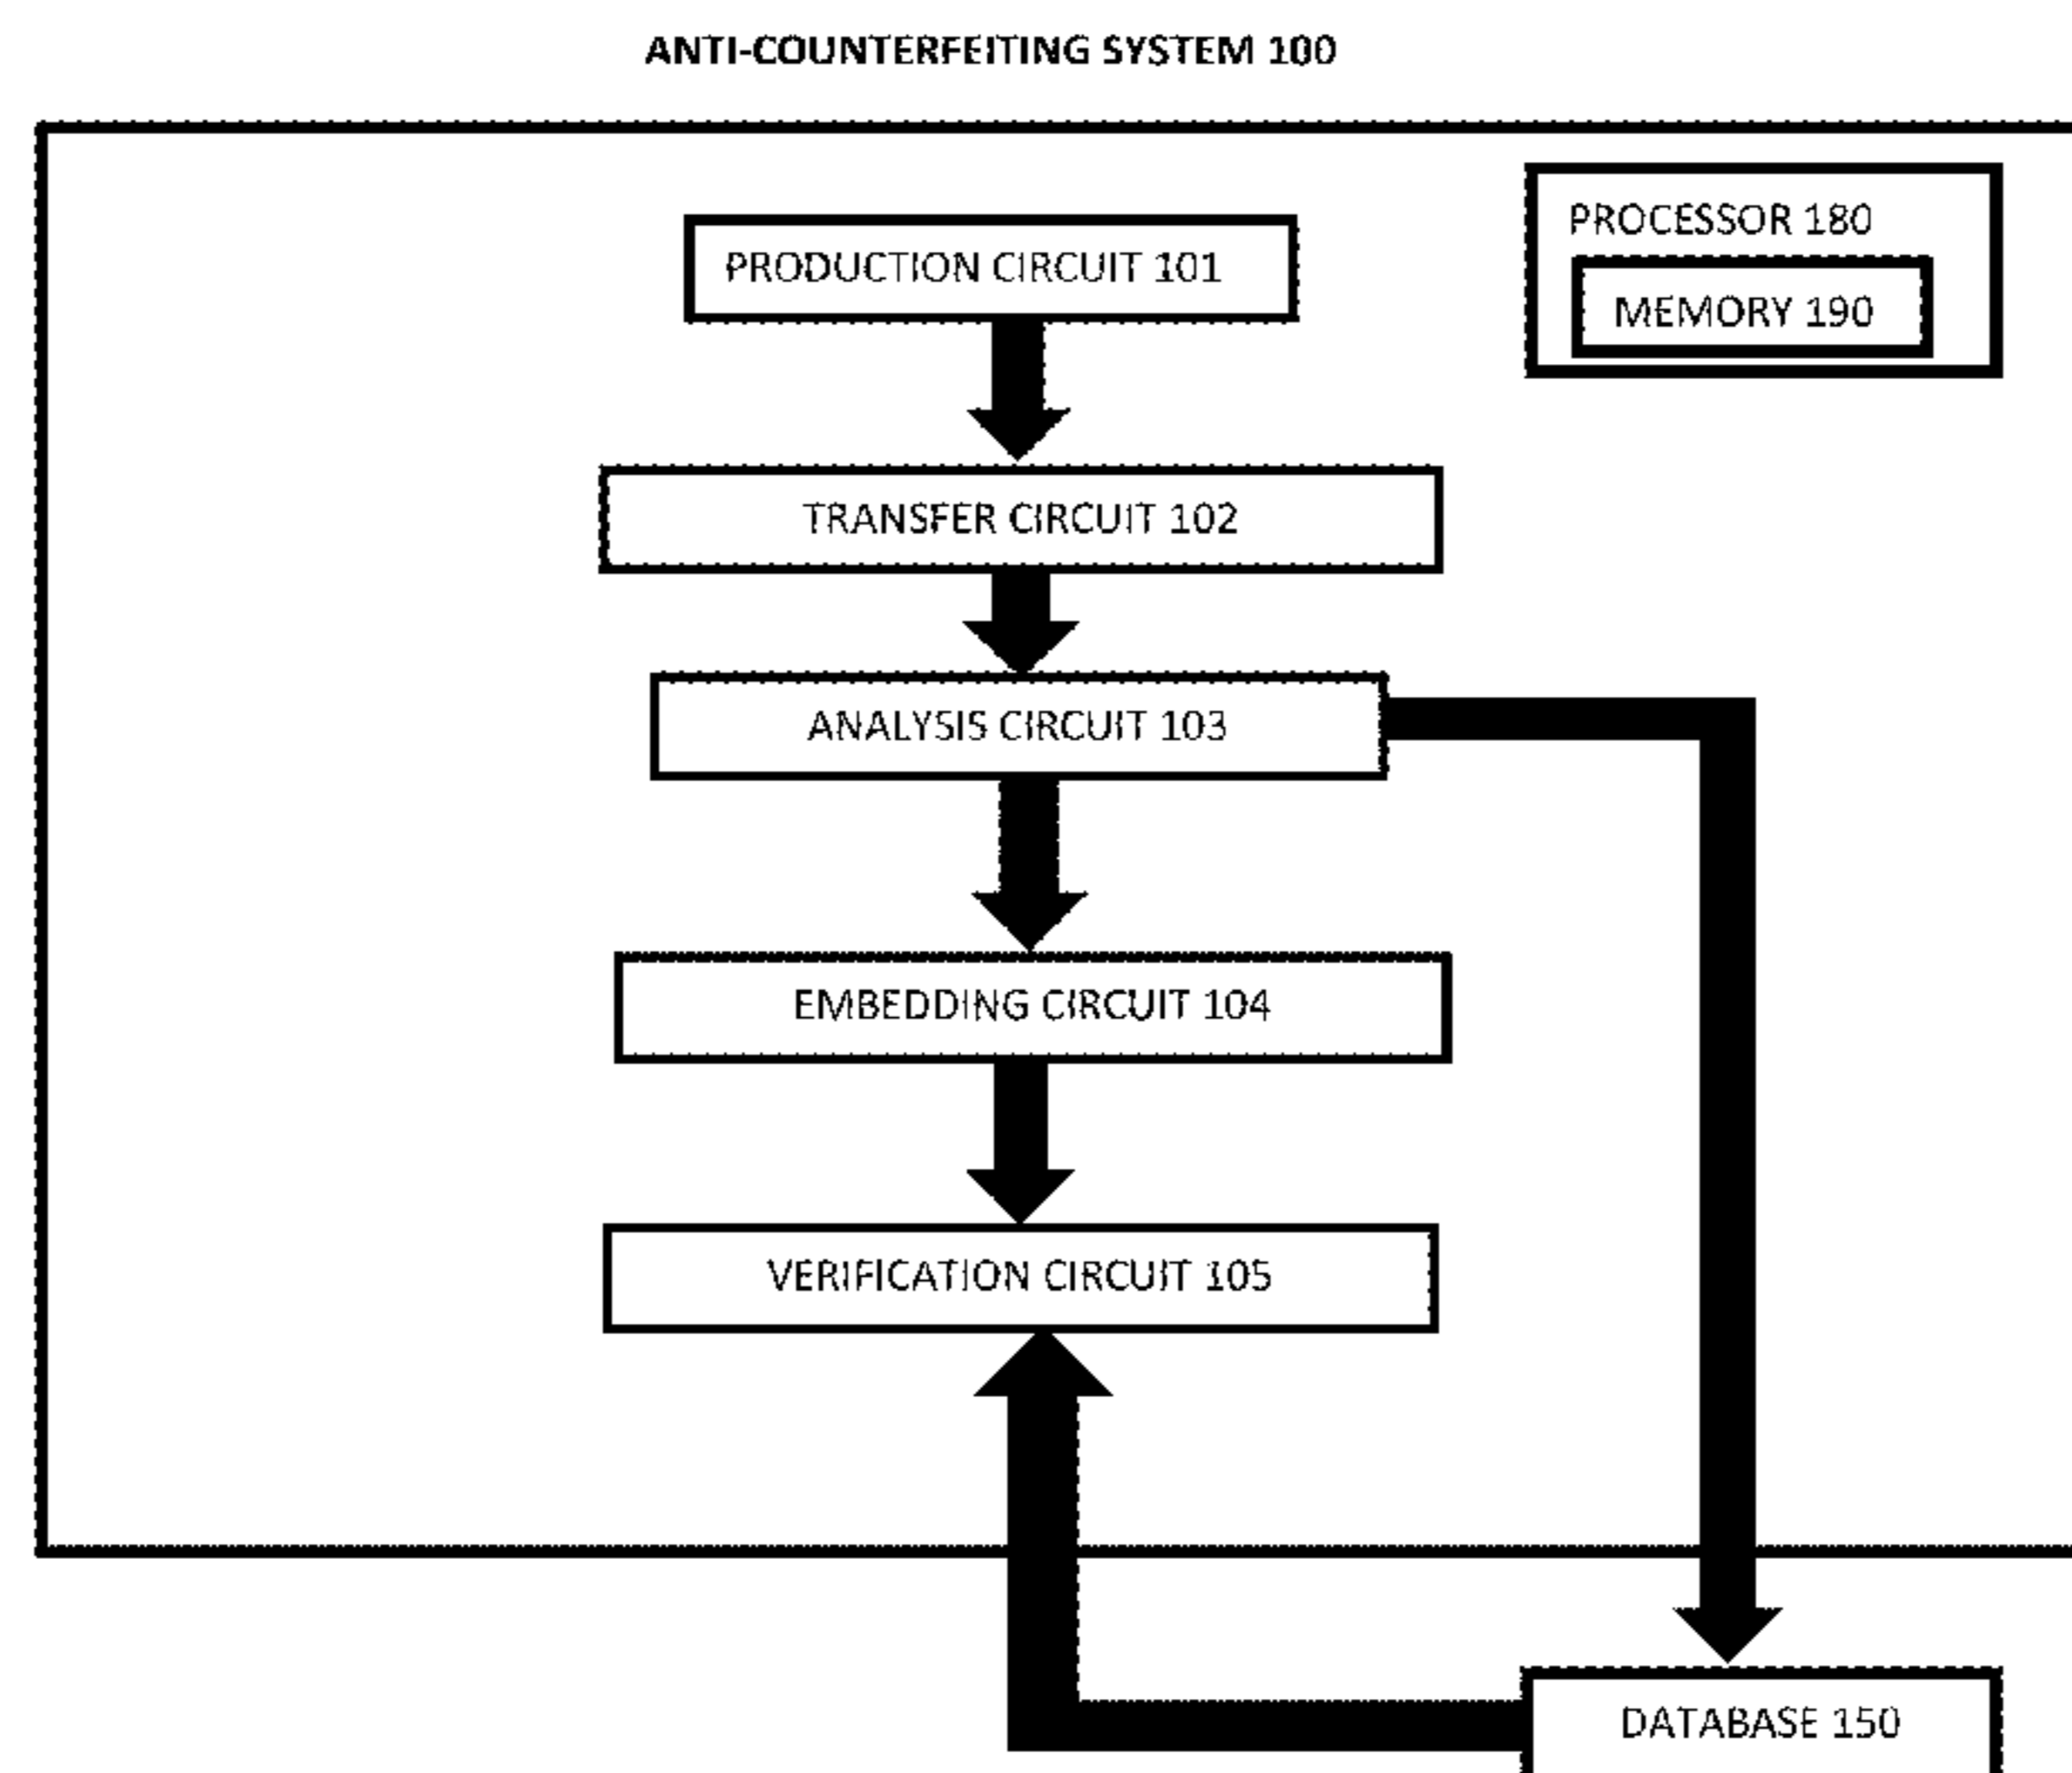 ANTI-COUNTERFEITING SYSTEM 100
PROCESSOR 180
MEMORY 190
PRODUCTION CIRCUIT 101
TRANSFER CIRCUIT 102
ANALYSIS CIRCUIT 103
EMBEDDING CIRCUIT 104
VERIFICATION CIRCUIT 105
DATABASE 150